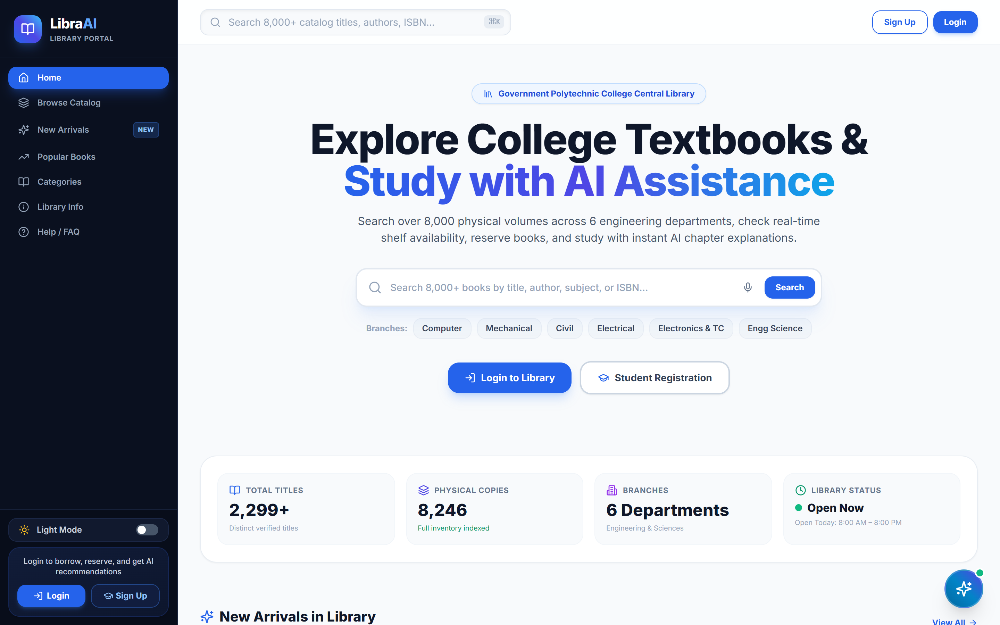 LibraAI
LIBRARY PORTAL
Home
Browse Catalog
New Arrivals NEW
Popular Books
Categories
Library Info
Help / FAQ
Light Mode
Login to borrow, reserve, and get AI
recommendations
Login Sign Up
Search 8,000+ catalog titles, authors, ISBN... ⌘K
Sign Up Login
Government Polytechnic College Central Library
Explore College Textbooks &
Study with AI Assistance
Search over 8,000 physical volumes across 6 engineering departments, check real-time
shelf availability, reserve books, and study with instant AI chapter explanations.
Search 8,000+ books by title, author, subject, or ISBN... Search
Branches: Computer Mechanical Civil Electrical Electronics & TC Engg Science
Login to Library Student Registration
TOTAL TITLES
2,299+
Distinct verified titles
PHYSICAL COPIES
8,246
Full inventory indexed
BRANCHES
6 Departments
Engineering & Sciences
LIBRARY STATUS
Open Now
Open Today: 8:00 AM – 8:00 PM
New Arrivals in Library
View All →